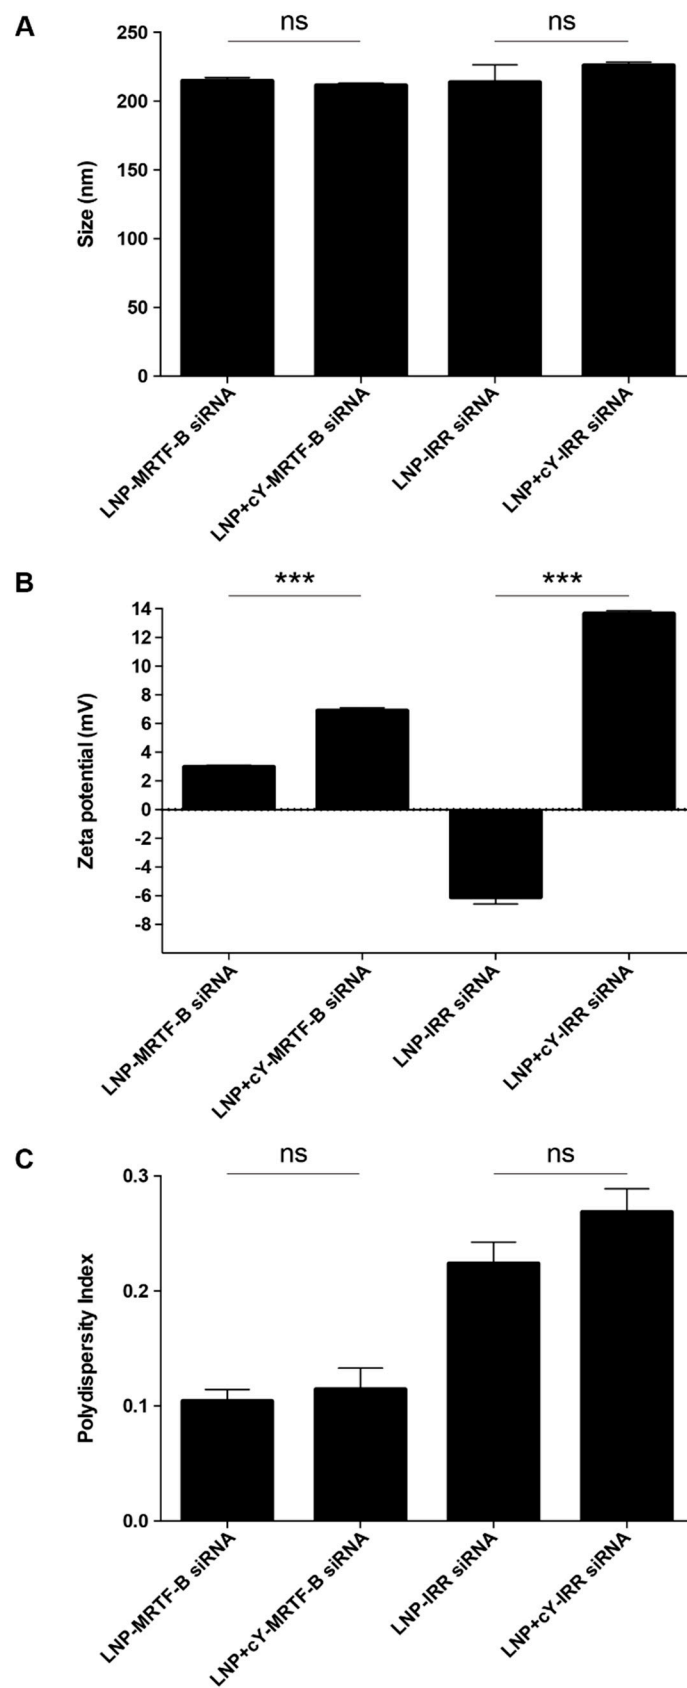 A
ns
ns
250
200
150
100
50
0
Size (nm)
LNP-MRTF-B siRNA
LNP+cY-MRTF-B siRNA
LNP-IRR siRNA
LNP+cY-IRR siRNA
B
***
***
14
12
10
8
6
4
2
0
-2
-4
-6
-8
Zeta potential (mV)
LNP-MRTF-B siRNA
LNP+cY-MRTF-B siRNA
LNP-IRR siRNA
LNP+cY-IRR siRNA
C
ns
ns
0.3
0.2
0.1
0.0
Polydispersity Index
LNP-MRTF-B siRNA
LNP+cY-MRTF-B siRNA
LNP-IRR siRNA
LNP+cY-IRR siRNA